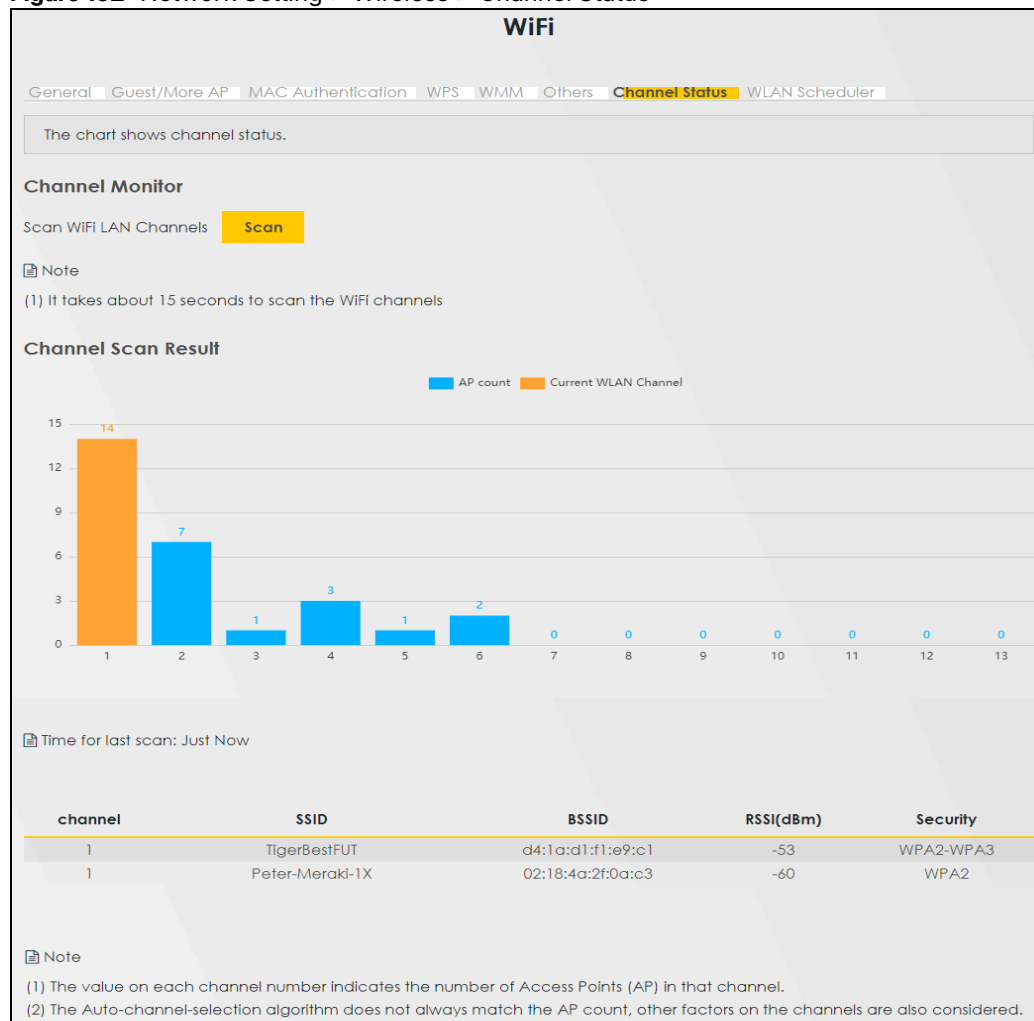 WiFi
General Guest/More AP MAC Authentication WPS WMM Others Channel Status WLAN Scheduler
The chart shows channel status.
Channel Monitor
Scan WiFi LAN Channels Scan
Note
(1) It takes about 15 seconds to scan the WiFi channels
Channel Scan Result
AP count Current WLAN Channel
15
14
12
9
7
6
3
3
2
1
1
0 0 0 0 0 0 0
0
1 2 3 4 5 6 7 8 9 10 11 12 13
Time for last scan: Just Now
channel SSID BSSID RSSI(dBm) Security
1 TigerBestFUT d4:1a:d1:f1:e9:c1 -53 WPA2-WPA3
1 Peter-Meraki-1X 02:18:4a:2f:0a:c3 -60 WPA2
Note
(1) The value on each channel number indicates the number of Access Points (AP) in that channel.
(2) The Auto-channel-selection algorithm does not always match the AP count, other factors on the channels are also considered.